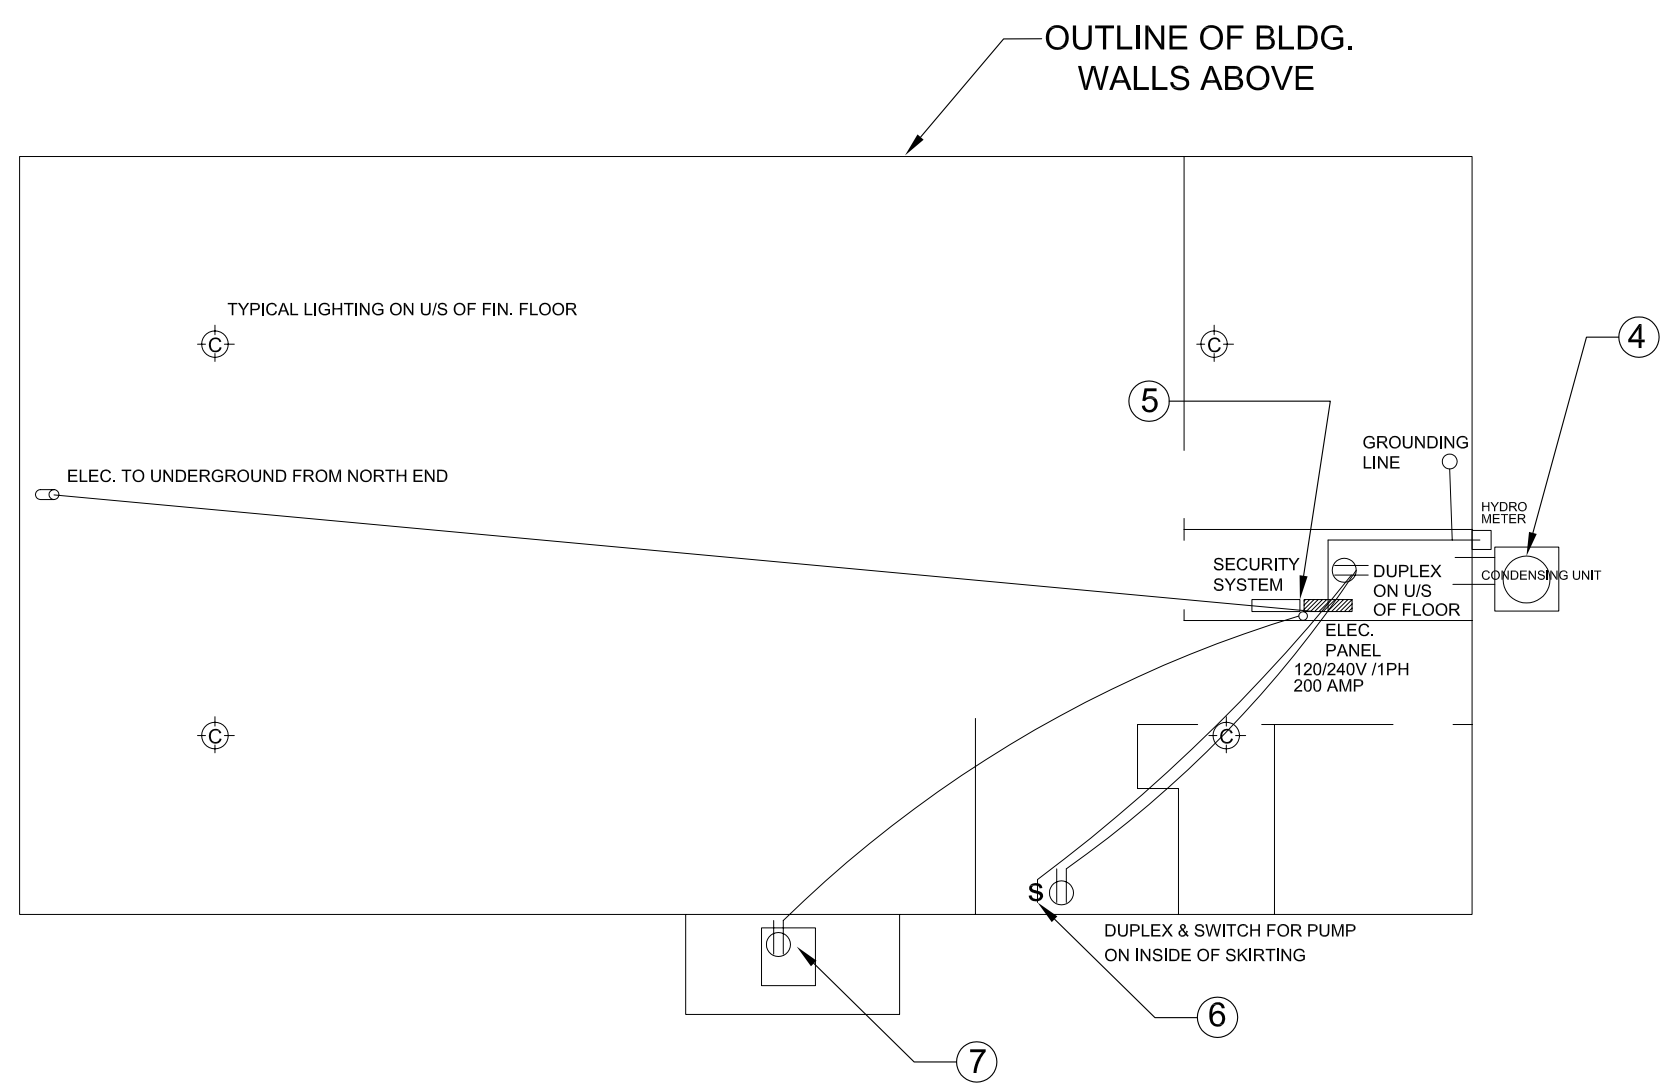 OUTLINE OF BLDG.
WALLS ABOVE
TYPICAL LIGHTING ON U/S OF FIN. FLOOR
C
C
4
5
GROUNDING
LINE
ELEC. TO UNDERGROUND FROM NORTH END
HYDRO
METER
SECURITY
SYSTEM
DUPLEX
ON U/S
OF FLOOR
CONDENSING UNIT
ELEC.
PANEL
120/240V /1PH
200 AMP
C
C
S
DUPLEX & SWITCH FOR PUMP
ON INSIDE OF SKIRTING
6
7